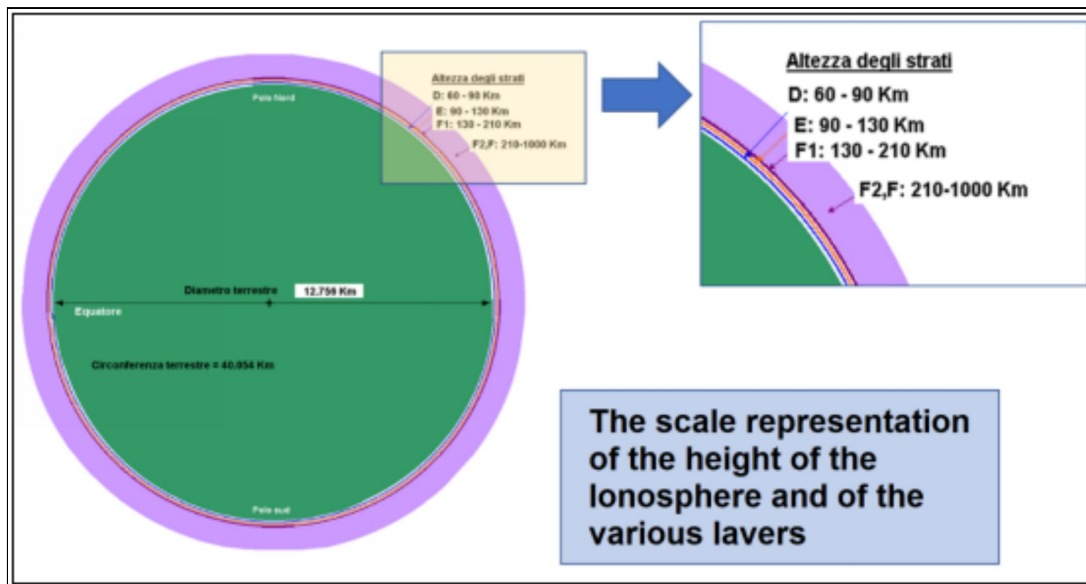 Polo Nord
Altezza degli strati
D: 60 - 90 Km
E: 90 - 130 Km
F1: 130 - 210 Km
F2,F: 210-1000 Km
Diametro terrestre
12.756 Km
Equatore
Circonferenza terrestre = 40.054 Km
Polo sud
Altezza degli strati
D: 60 - 90 Km
E: 90 - 130 Km
F1: 130 - 210 Km
F2,F: 210-1000 Km
The scale representation
of the height of the
Ionosphere and of the
various lavers